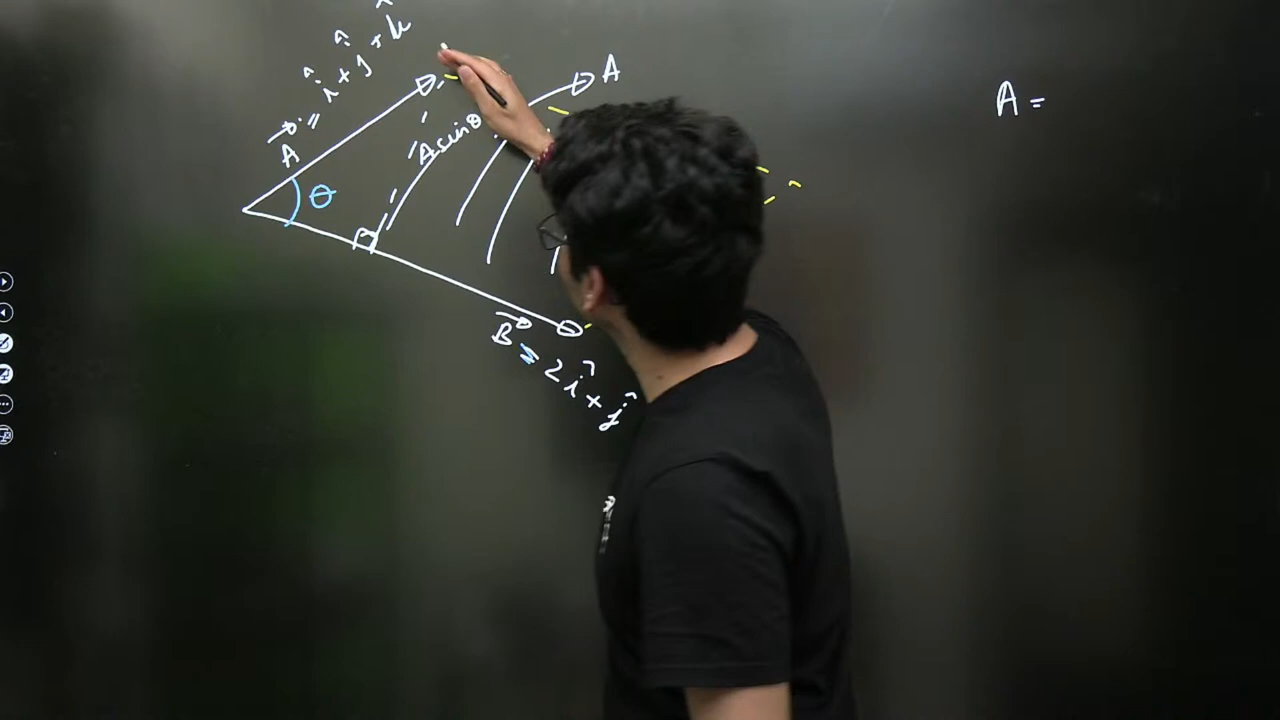 A⃗ = î + ĵ + k̂
θ
A sinθ
A
B⃗ = 2î + ĵ
A =